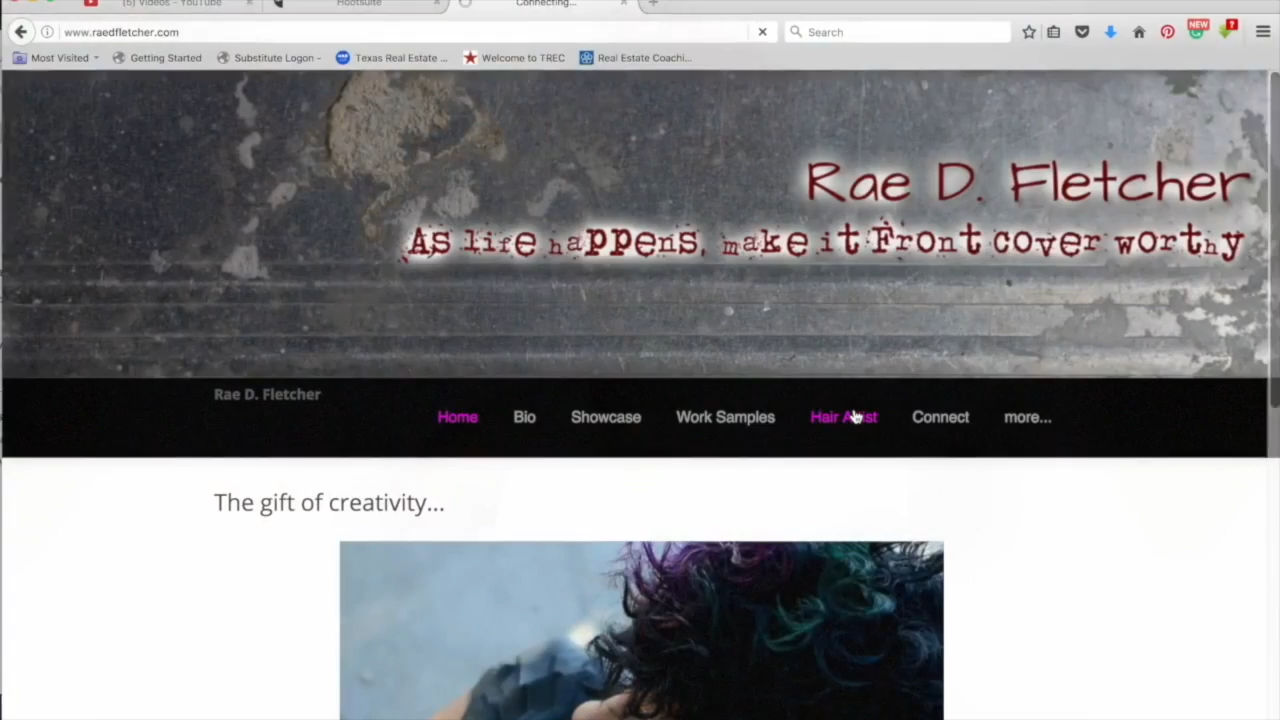 (5) Videos - YouTube
Hootsuite
Connecting...
www.raedfletcher.com
Search
NEW
?
Most Visited
Getting Started
Substitute Logon -
Texas Real Estate ...
Welcome to TREC
Real Estate Coachi...
Rae D. Fletcher
As life happens, make it Front cover worthy
Rae D. Fletcher
Home Bio Showcase Work Samples Hair Artist Connect more...
The gift of creativity...